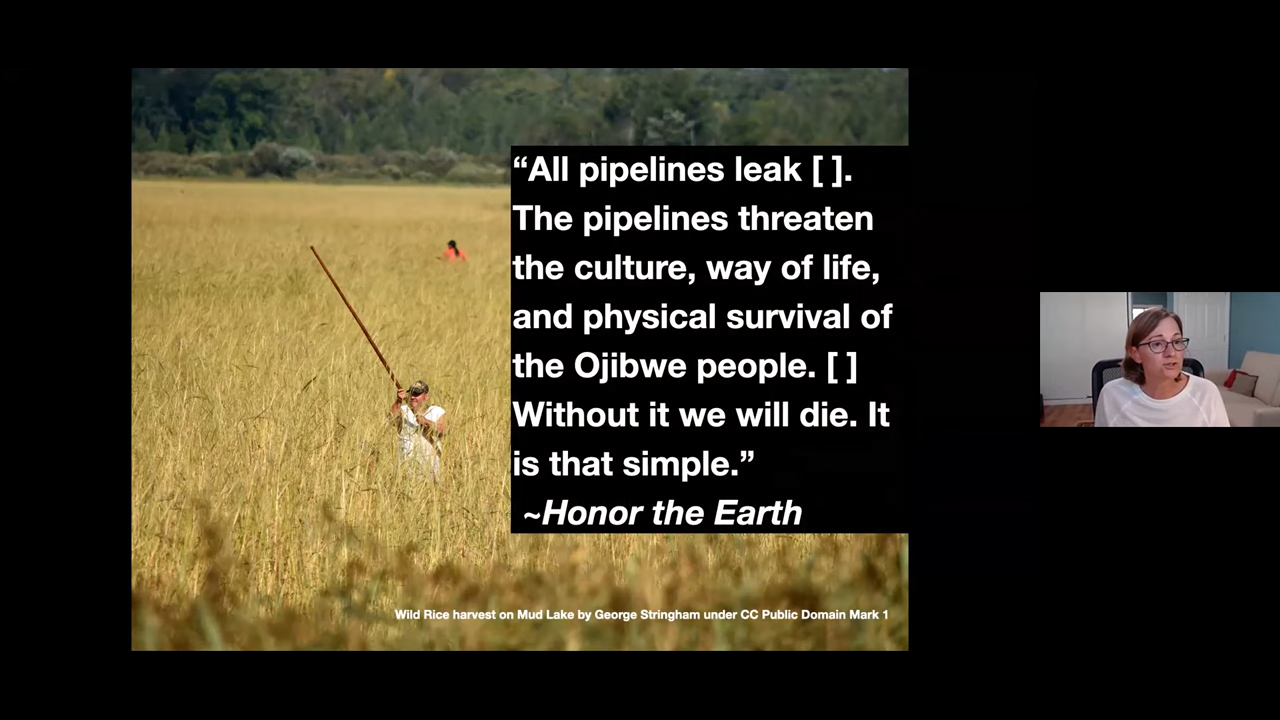 “All pipelines leak [ ].
The pipelines threaten
the culture, way of life,
and physical survival of
the Ojibwe people. [ ]
Without it we will die. It
is that simple.”
~Honor the Earth
Wild Rice harvest on Mud Lake by George Stringham under CC Public Domain Mark 1